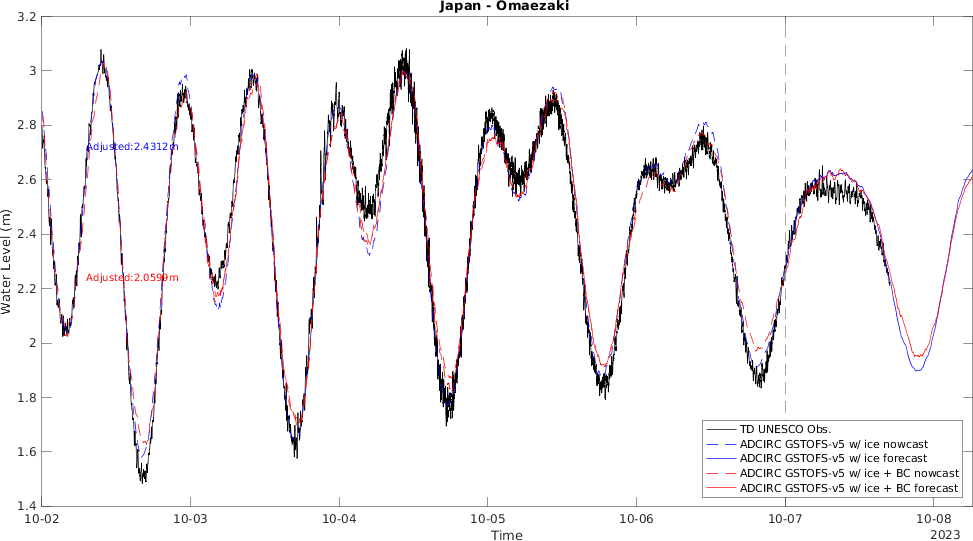 Japan - Omaezaki
3.2
3
2.8
2.6
2.4
2.2
2
1.8
1.6
1.4
Water Level (m)
Adjusted:2.4312m
Adjusted:2.0599m
TD UNESCO Obs.
ADCIRC GSTOFS-v5 w/ ice nowcast
ADCIRC GSTOFS-v5 w/ ice forecast
ADCIRC GSTOFS-v5 w/ ice + BC nowcast
ADCIRC GSTOFS-v5 w/ ice + BC forecast
10-02 10-03 10-04 10-05 10-06 10-07 10-08
Time
2023